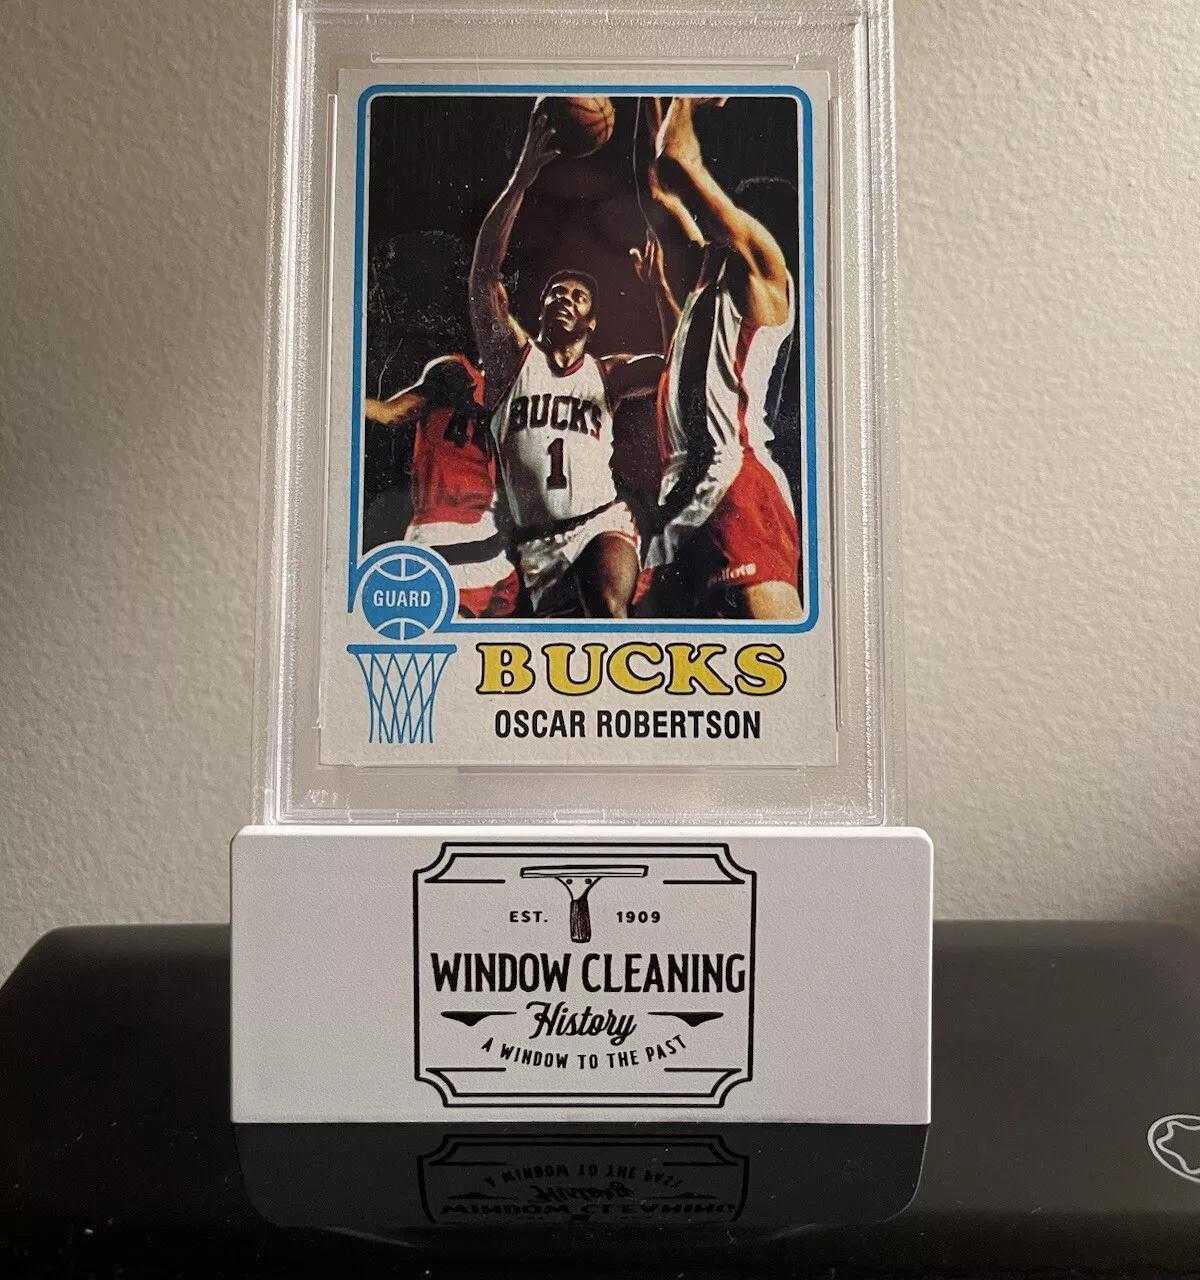 BUCKS
1
GUARD
BUCKS
OSCAR ROBERTSON
EST. 1909
WINDOW CLEANING
History
A WINDOW TO THE PAST